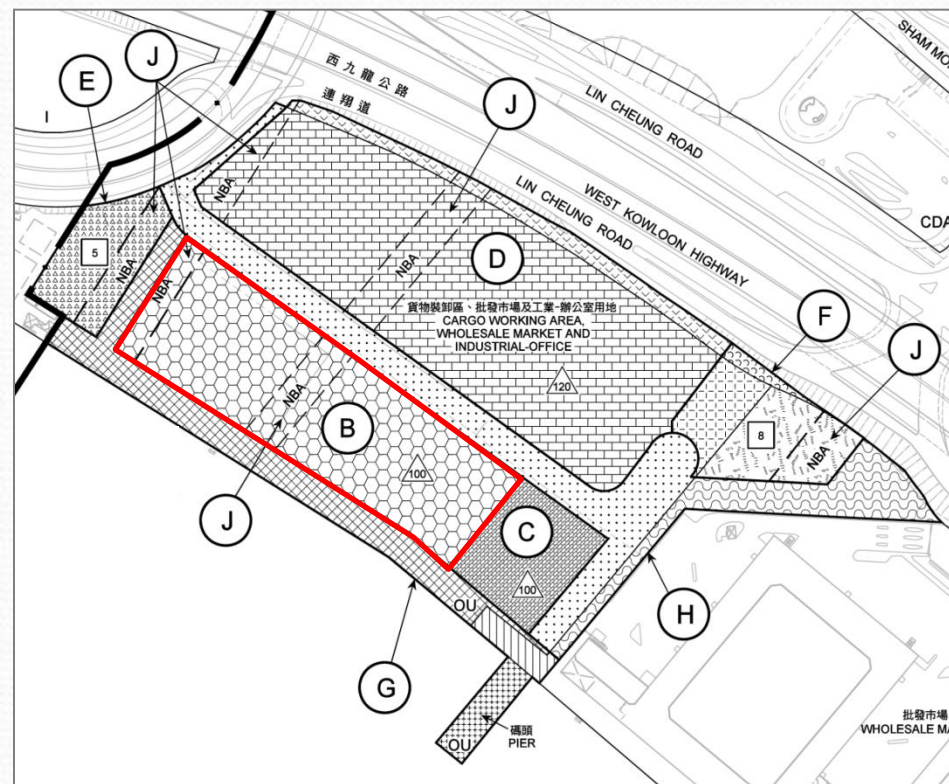 E
J
I
西九龍公路
連翔道
J
LIN CHEUNG ROAD
WEST KOWLOON HIGHWAY
LIN CHEUNG ROAD
CDA
NBA
5
NBA
NBA
NBA
D
貨物裝卸區、批發市場及工業-辦公室用地
CARGO WORKING AREA,
WHOLESALE MARKET AND
INDUSTRIAL-OFFICE
120
F
J
8
NBA
NBA
B
100
J
C
100
H
OU
G
碼頭
PIER
OU
批發市場
WHOLESALE MA
SHAM MO